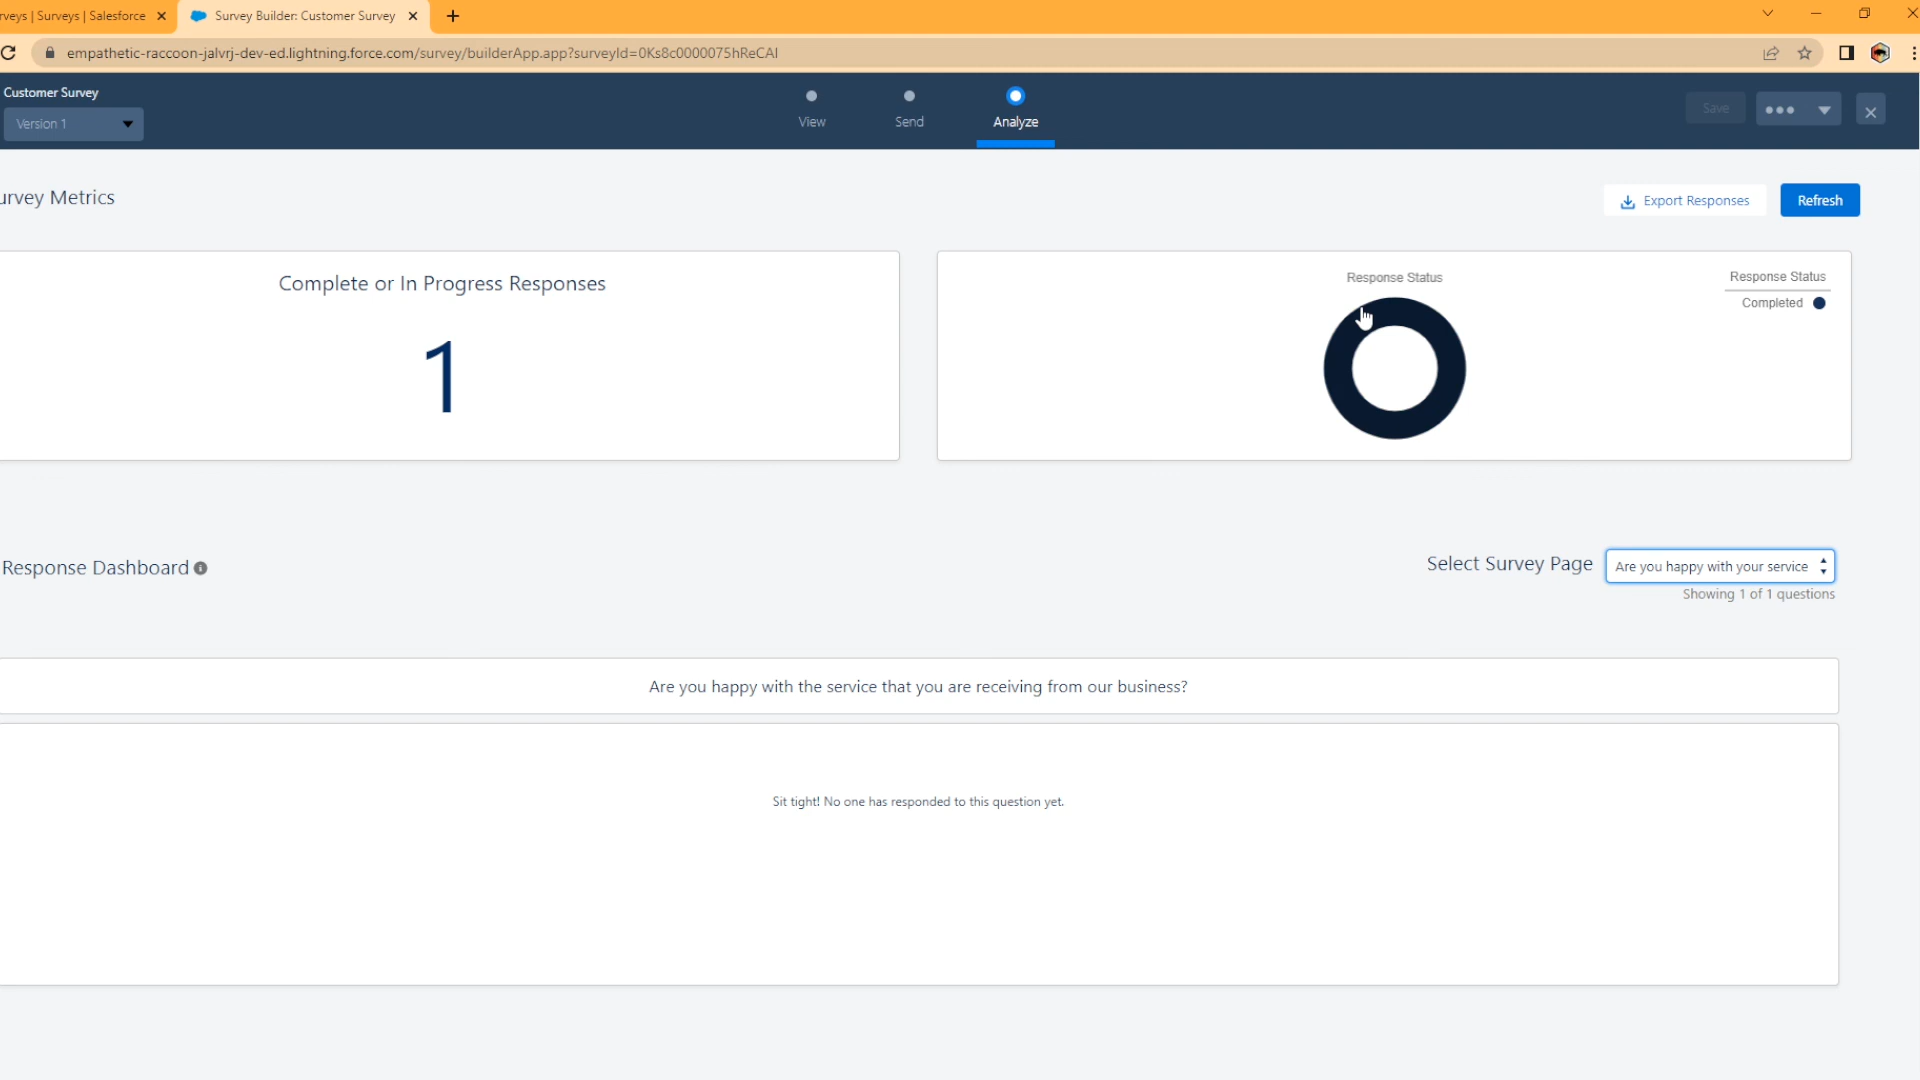 rveys | Surveys | Salesforce
Survey Builder: Customer Survey
empathetic-raccoon-jalvrj-dev-ed.lightning.force.com/survey/builderApp.app?surveyId=0Ks8c0000075hReCAI
Customer Survey
Version 1
View
Send
Analyze
Save
urvey Metrics
Export Responses
Refresh
Complete or In Progress Responses
1
Response Status
Response Status
Completed
Response Dashboard
Select Survey Page
Are you happy with your service
Showing 1 of 1 questions
Are you happy with the service that you are receiving from our business?
Sit tight! No one has responded to this question yet.